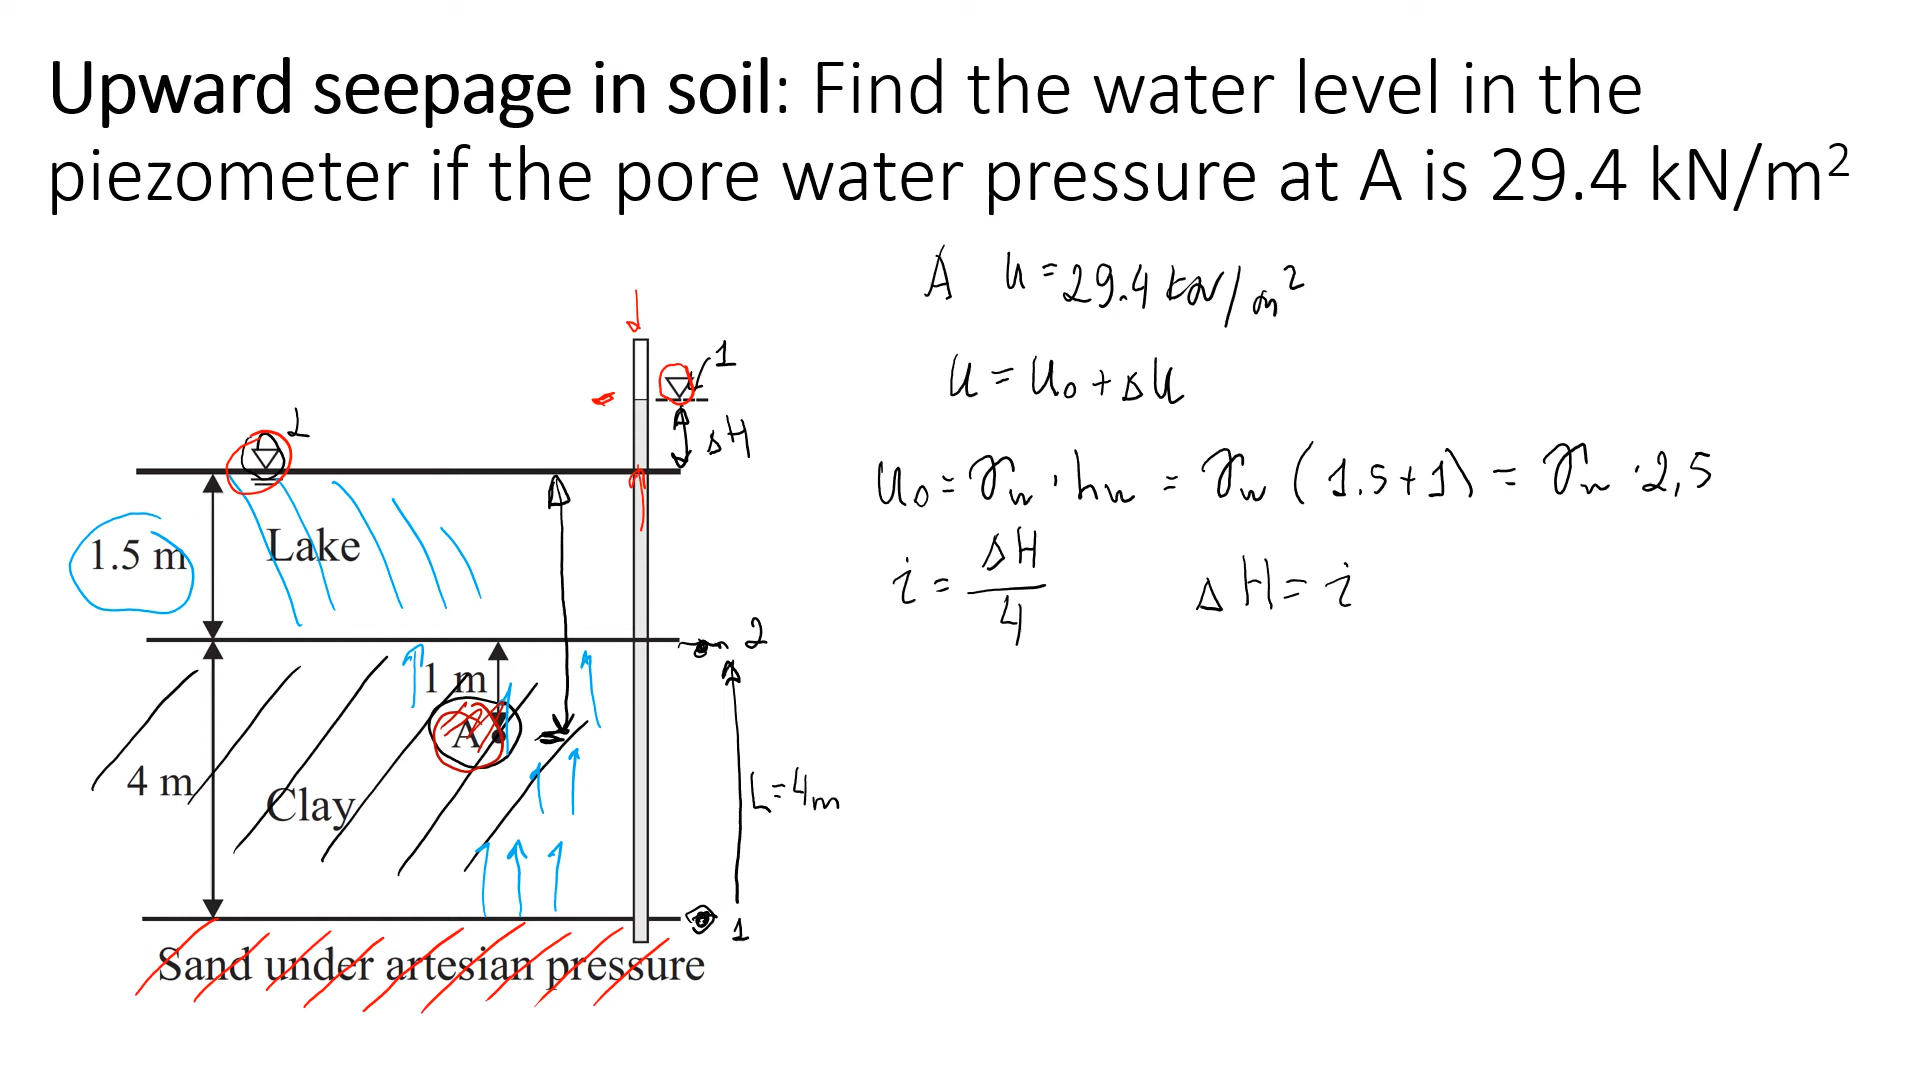 Upward seepage in soil: Find the water level in the
piezometer if the pore water pressure at A is 29.4 kN/m²
A u = 29.4 kN/m²
u = u₀ + Δu
u₀ = γw · hw = γw (1.5+1) = γw · 2,5
i = ΔH/4 ΔH = i
1
ΔH
1.5 m
Lake
2
1 m
A
4 m
Clay
L=4m
1
Sand under artesian pressure